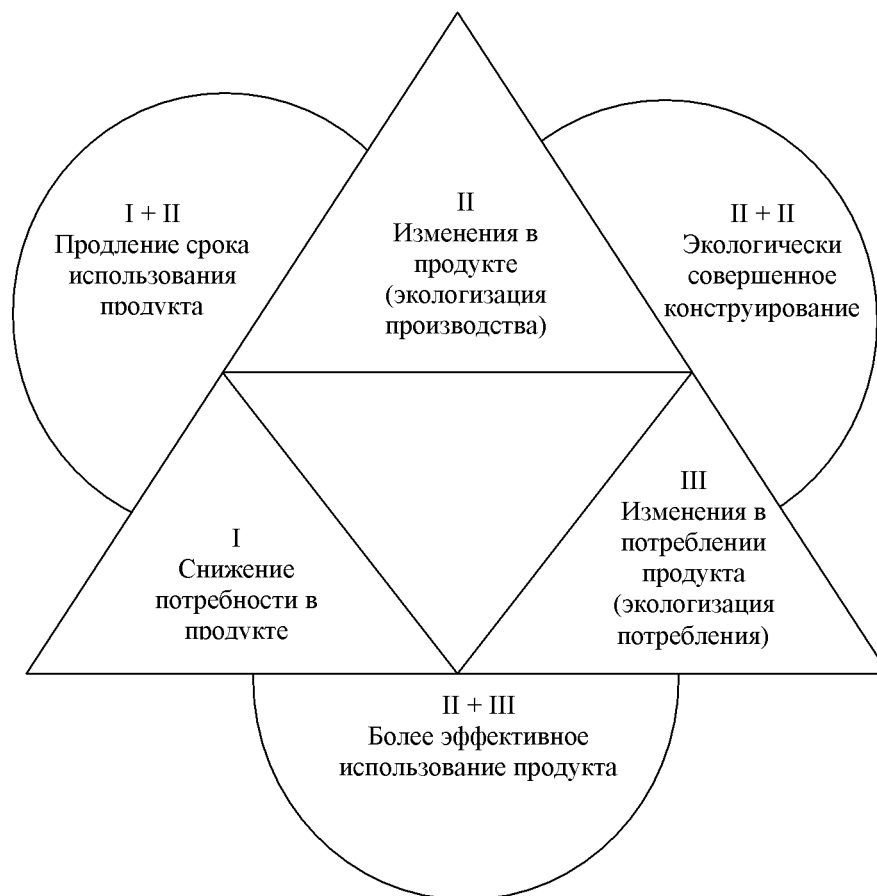 I + II
Продление срока
использования
продукта
II
Изменения в
продукте
(экологизация
производства)
II + II
Экологически
совершенное
конструирование
I
Снижение
потребности в
продукте
III
Изменения в
потреблении
продукта
(экологизация
потребления)
II + III
Более эффективное
использование продукта